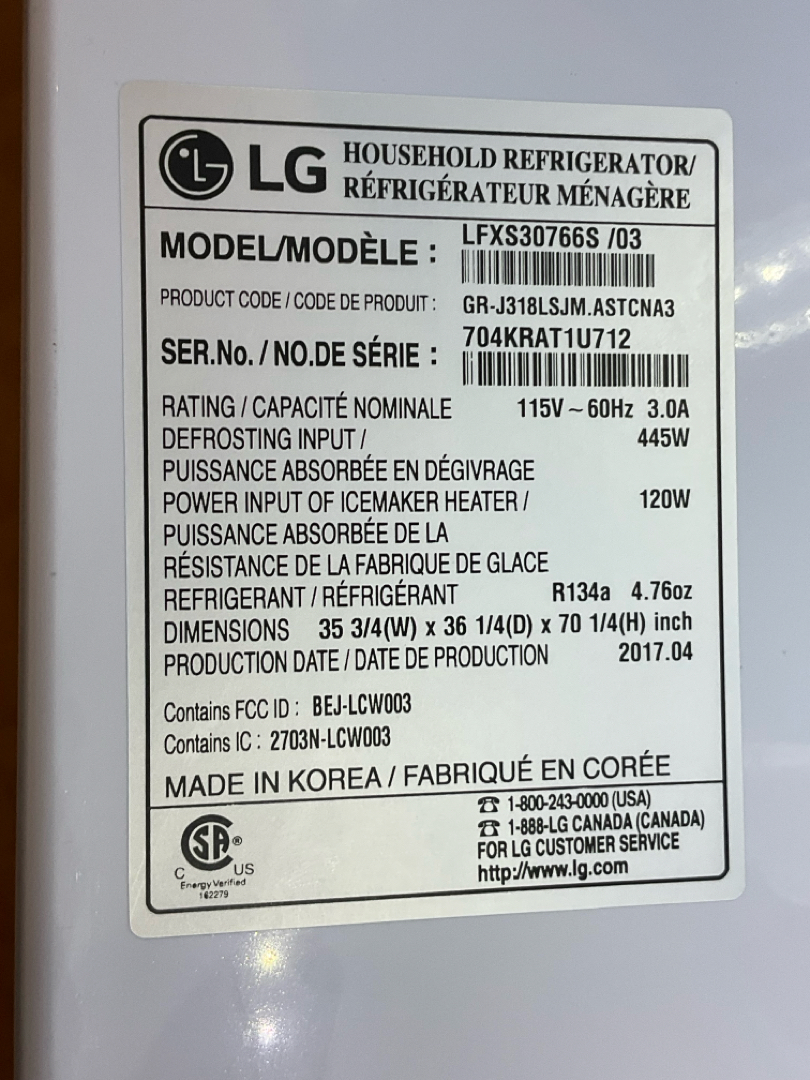 LG HOUSEHOLD REFRIGERATOR/
RÉFRIGÉRATEUR MÉNAGÈRE
MODEL/MODÈLE : LFXS30766S /03
PRODUCT CODE / CODE DE PRODUIT : GR-J318LSJM.ASTCNA3
SER.No. / NO.DE SÉRIE : 704KRAT1U712
RATING / CAPACITÉ NOMINALE 115V ~ 60Hz 3.0A
DEFROSTING INPUT / 445W
PUISSANCE ABSORBÉE EN DÉGIVRAGE
POWER INPUT OF ICEMAKER HEATER / 120W
PUISSANCE ABSORBÉE DE LA
RÉSISTANCE DE LA FABRIQUE DE GLACE
REFRIGERANT / RÉFRIGÉRANT R134a 4.76oz
DIMENSIONS 35 3/4(W) x 36 1/4(D) x 70 1/4(H) inch
PRODUCTION DATE / DATE DE PRODUCTION 2017.04
Contains FCC ID : BEJ-LCW003
Contains IC : 2703N-LCW003
MADE IN KOREA / FABRIQUÉ EN CORÉE
SA®
C US
Energy Verified
162279
☎ 1-800-243-0000 (USA)
☎ 1-888-LG CANADA (CANADA)
FOR LG CUSTOMER SERVICE
http://www.lg.com